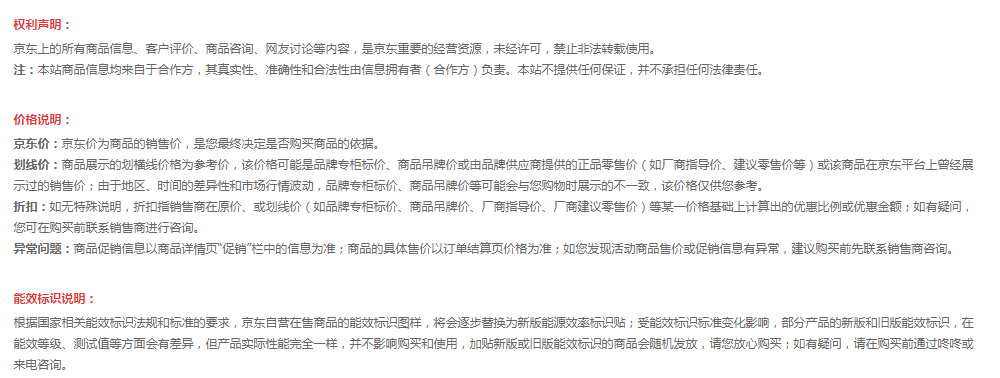 权利声明：
京东上的所有商品信息、客户评价、商品咨询、网友讨论等内容，是京东重要的经营资源，未经许可，禁止非法转载使用。
注：本站商品信息均来自于合作方，其真实性、准确性和合法性由信息拥有者（合作方）负责。本站不提供任何保证，并不承担任何法律责任。
价格说明：
京东价：京东价为商品的销售价，是您最终决定是否购买商品的依据。
划线价：商品展示的划横线价格为参考价，该价格可能是品牌专柜标价、商品吊牌价或由品牌供应商提供的正品零售价（如厂商指导价、建议零售价等）或该商品在京东平台上曾经展
示过的销售价；由于地区、时间的差异性和市场行情波动，品牌专柜标价、商品吊牌价等可能会与您购物时展示的不一致，该价格仅供您参考。
折扣：如无特殊说明，折扣指销售商在原价、或划线价（如品牌专柜标价、商品吊牌价、厂商指导价、厂商建议零售价）等某一价格基础上计算出的优惠比例或优惠金额；如有疑问，
您可在购买前联系销售商进行咨询。
异常问题：商品促销信息以商品详情页“促销”栏中的信息为准；商品的具体售价以订单结算页价格为准；如您发现活动商品售价或促销信息有异常，建议购买前先联系销售商咨询。
能效标识说明：
根据国家相关能效标识法规和标准的要求，京东自营在售商品的能效标识图样，将会逐步替换为新版能源效率标识贴；受能效标识标准变化影响，部分产品的新版和旧版能效标识，在
能效等级、测试值等方面会有差异，但产品实际性能完全一样，并不影响购买和使用，加贴新版或旧版能效标识的商品会随机发放，请您放心购买；如有疑问，请在购买前通过咚咚或
来电咨询。